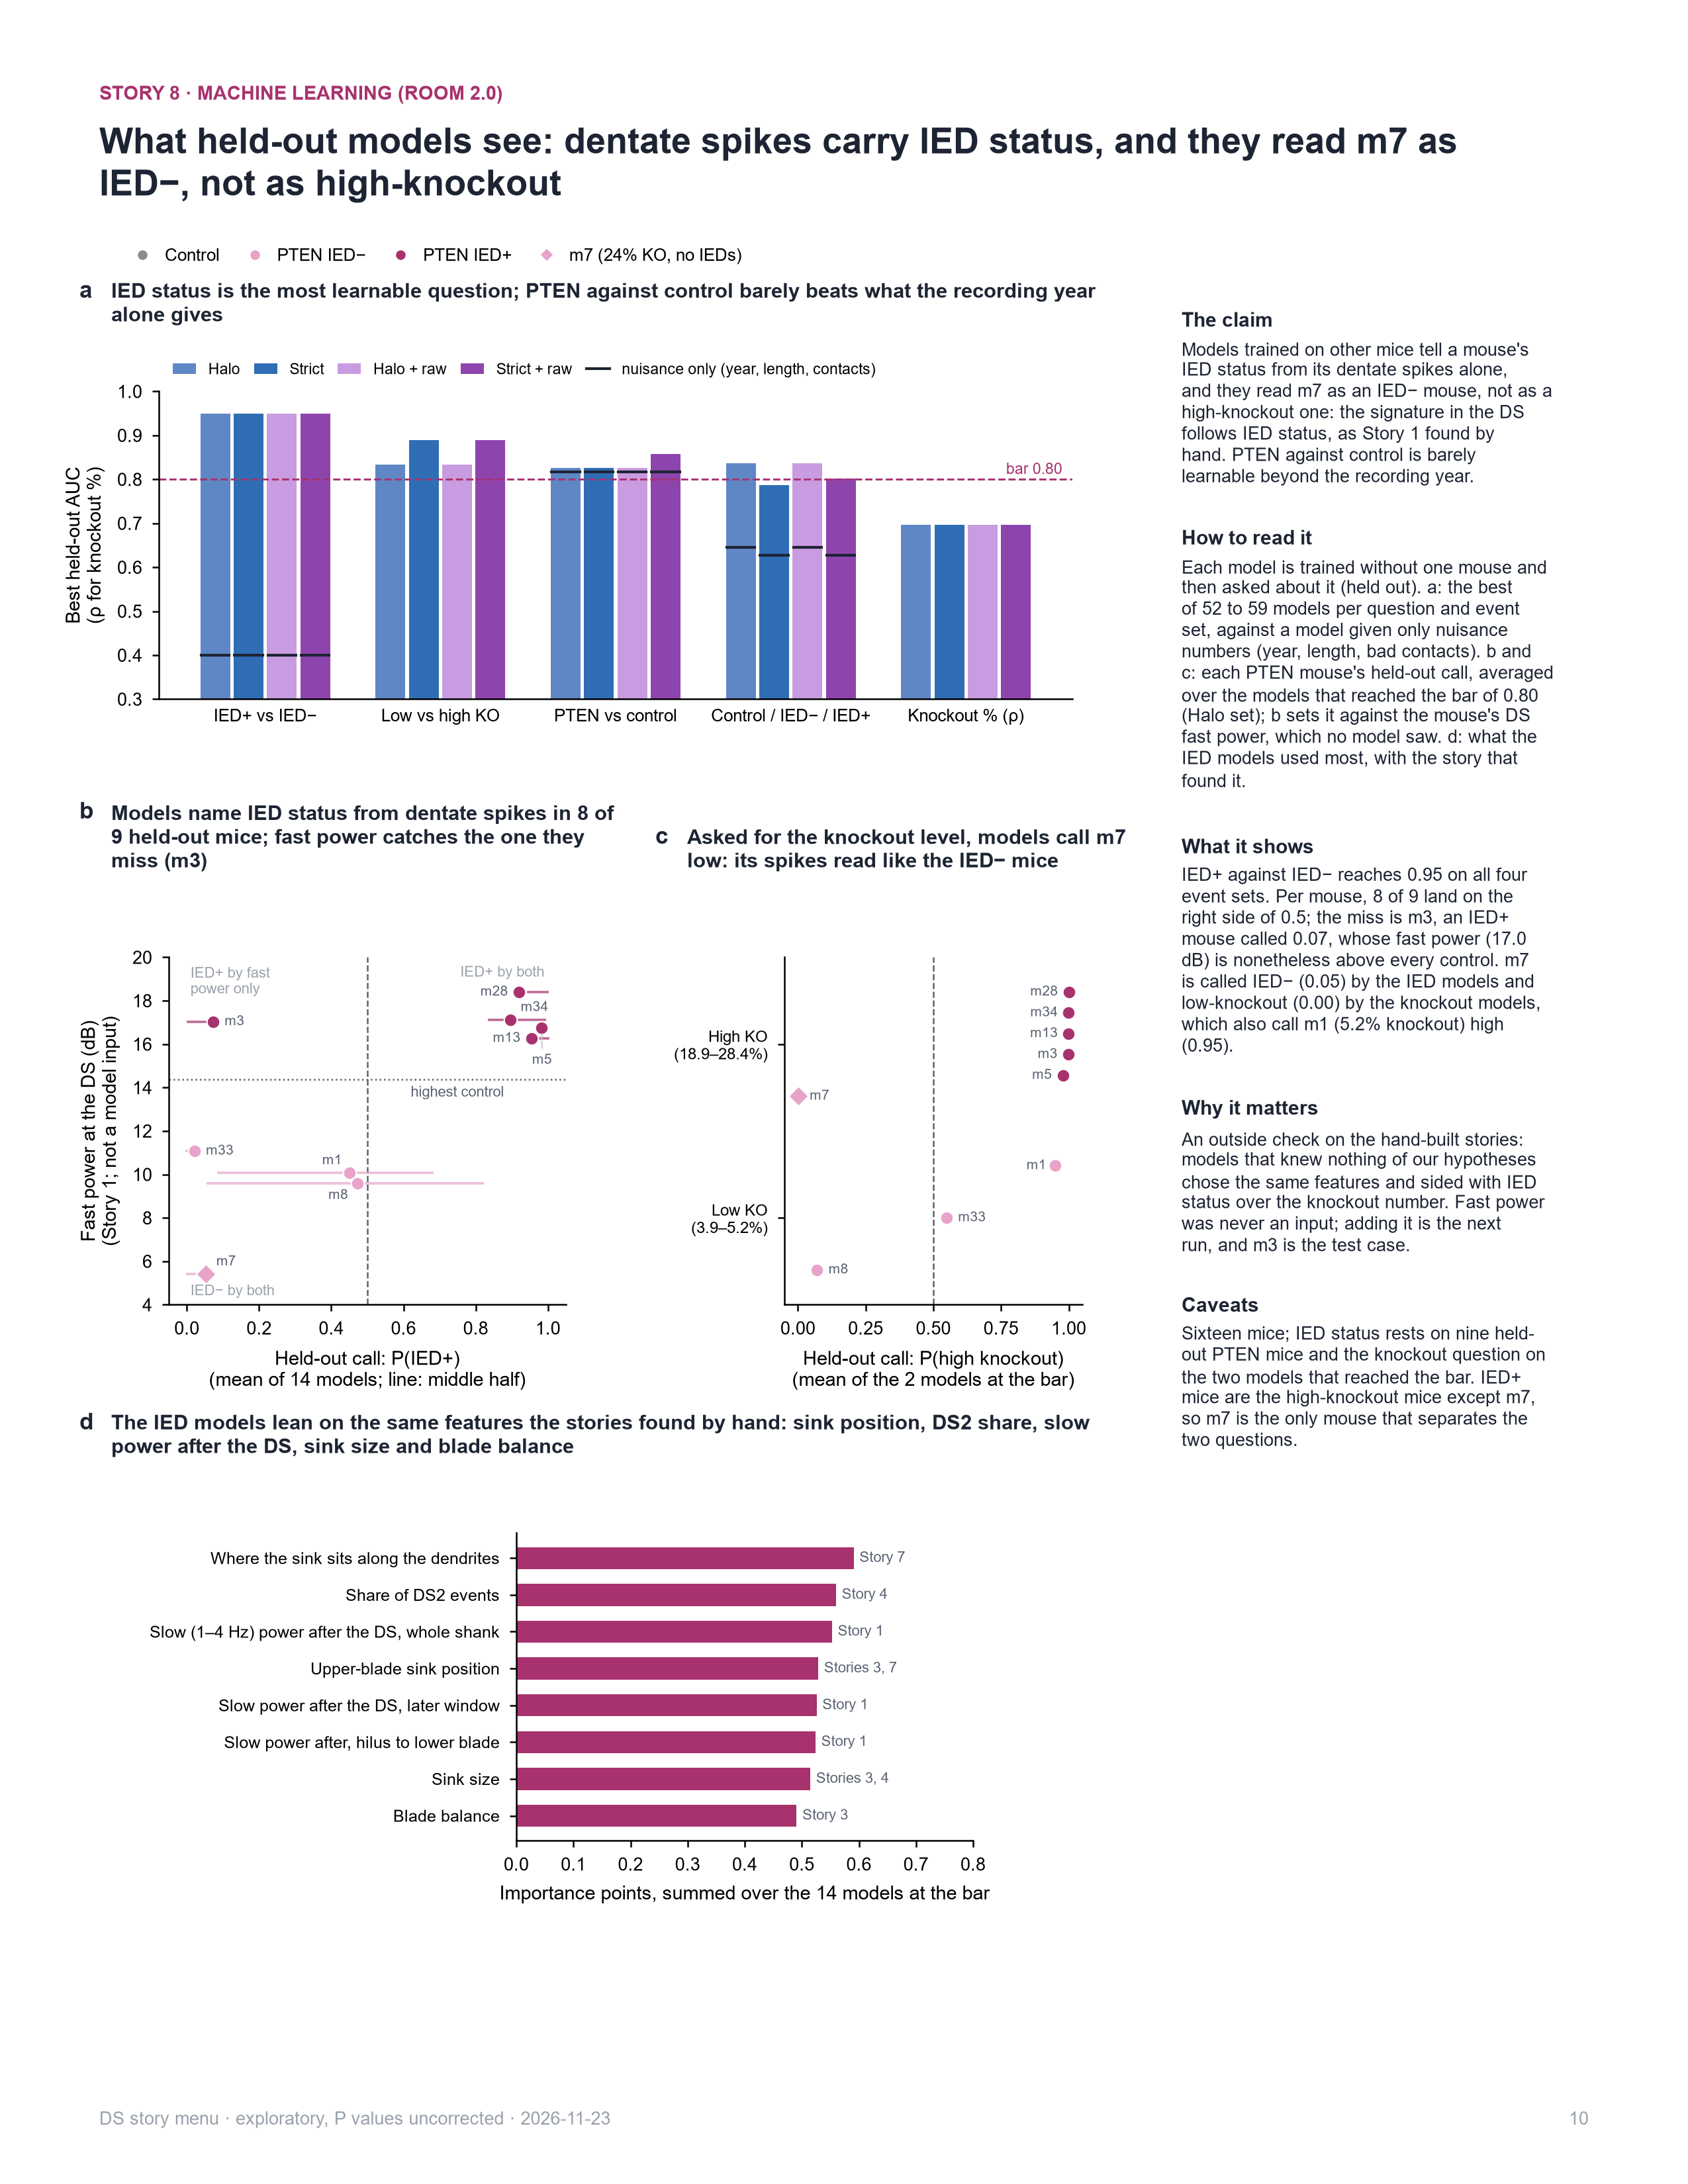 STORY 8 · MACHINE LEARNING (ROOM 2.0)
What held-out models see: dentate spikes carry IED status, and they read m7 as
IED−, not as high-knockout
Control
PTEN IED−
PTEN IED+
m7 (24% KO, no IEDs)
a IED status is the most learnable question; PTEN against control barely beats what the recording year
alone gives
Halo
Strict
Halo + raw
Strict + raw
nuisance only (year, length, contacts)
Best held-out AUC
(ρ for knockout %)
1.0
0.9
0.8
0.7
0.6
0.5
0.4
0.3
bar 0.80
IED+ vs IED−
Low vs high KO
PTEN vs control
Control / IED− / IED+
Knockout % (ρ)
b Models name IED status from dentate spikes in 8 of
9 held-out mice; fast power catches the one they
miss (m3)
Fast power at the DS (dB)
(Story 1; not a model input)
20
18
16
14
12
10
8
6
4
IED+ by fast
power only
IED+ by both
m28
m34
m3
m13
m5
highest control
m33
m1
m8
m7
IED− by both
0.0
0.2
0.4
0.6
0.8
1.0
Held-out call: P(IED+)
(mean of 14 models; line: middle half)
c Asked for the knockout level, models call m7
low: its spikes read like the IED− mice
High KO
(18.9–28.4%)
Low KO
(3.9–5.2%)
m28
m34
m13
m3
m5
m7
m1
m33
m8
0.00
0.25
0.50
0.75
1.00
Held-out call: P(high knockout)
(mean of the 2 models at the bar)
d The IED models lean on the same features the stories found by hand: sink position, DS2 share, slow
power after the DS, sink size and blade balance
Where the sink sits along the dendrites
Story 7
Share of DS2 events
Story 4
Slow (1–4 Hz) power after the DS, whole shank
Story 1
Upper-blade sink position
Stories 3, 7
Slow power after the DS, later window
Story 1
Slow power after, hilus to lower blade
Story 1
Sink size
Stories 3, 4
Blade balance
Story 3
0.0
0.1
0.2
0.3
0.4
0.5
0.6
0.7
0.8
Importance points, summed over the 14 models at the bar
The claim
Models trained on other mice tell a mouse's
IED status from its dentate spikes alone,
and they read m7 as an IED− mouse, not as a
high-knockout one: the signature in the DS
follows IED status, as Story 1 found by
hand. PTEN against control is barely
learnable beyond the recording year.
How to read it
Each model is trained without one mouse and
then asked about it (held out). a: the best
of 52 to 59 models per question and event
set, against a model given only nuisance
numbers (year, length, bad contacts). b and
c: each PTEN mouse's held-out call, averaged
over the models that reached the bar of 0.80
(Halo set); b sets it against the mouse's DS
fast power, which no model saw. d: what the
IED models used most, with the story that
found it.
What it shows
IED+ against IED− reaches 0.95 on all four
event sets. Per mouse, 8 of 9 land on the
right side of 0.5; the miss is m3, an IED+
mouse called 0.07, whose fast power (17.0
dB) is nonetheless above every control. m7
is called IED− (0.05) by the IED models and
low-knockout (0.00) by the knockout models,
which also call m1 (5.2% knockout) high
(0.95).
Why it matters
An outside check on the hand-built stories:
models that knew nothing of our hypotheses
chose the same features and sided with IED
status over the knockout number. Fast power
was never an input; adding it is the next
run, and m3 is the test case.
Caveats
Sixteen mice; IED status rests on nine held-
out PTEN mice and the knockout question on
the two models that reached the bar. IED+
mice are the high-knockout mice except m7,
so m7 is the only mouse that separates the
two questions.
DS story menu · exploratory, P values uncorrected · 2026-11-23
10